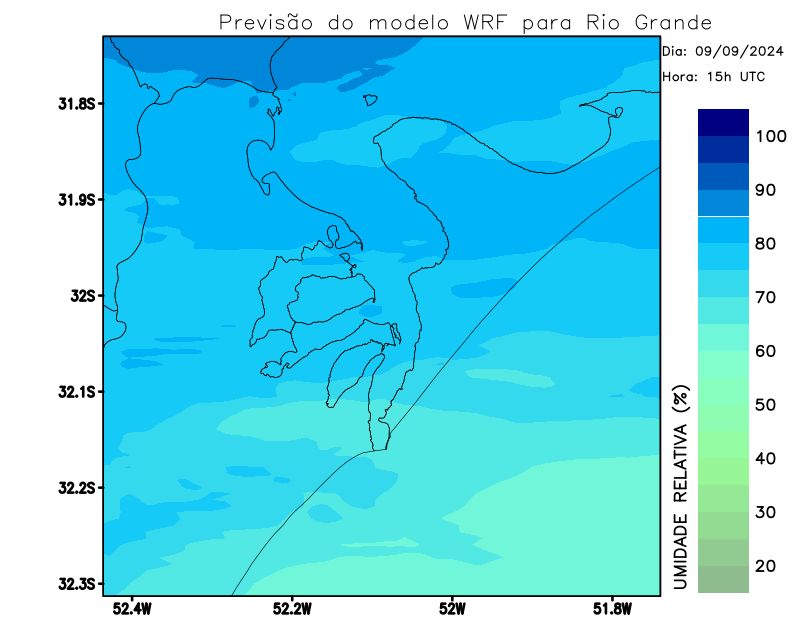 Previsão do modelo WRF para Rio Grande
Dia: 09/09/2024
Hora: 15h UTC
31.8S
31.9S
32S
32.1S
32.2S
32.3S
52.4W
52.2W
52W
51.8W
100
90
80
70
60
50
40
30
20
UMIDADE RELATIVA (%)